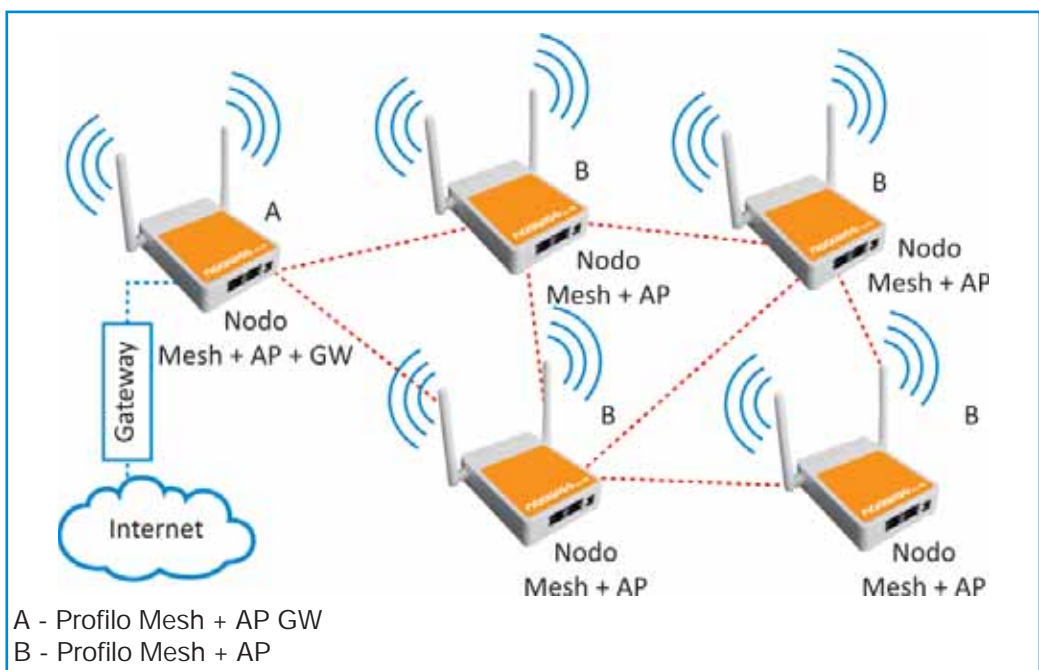 A
B
B
Nodo
Mesh + AP + GW
Nodo
Mesh + AP
Nodo
Mesh + AP
Gateway
Internet
B
B
Nodo
Mesh + AP
Nodo
Mesh + AP
A - Profilo Mesh + AP GW
B - Profilo Mesh + AP